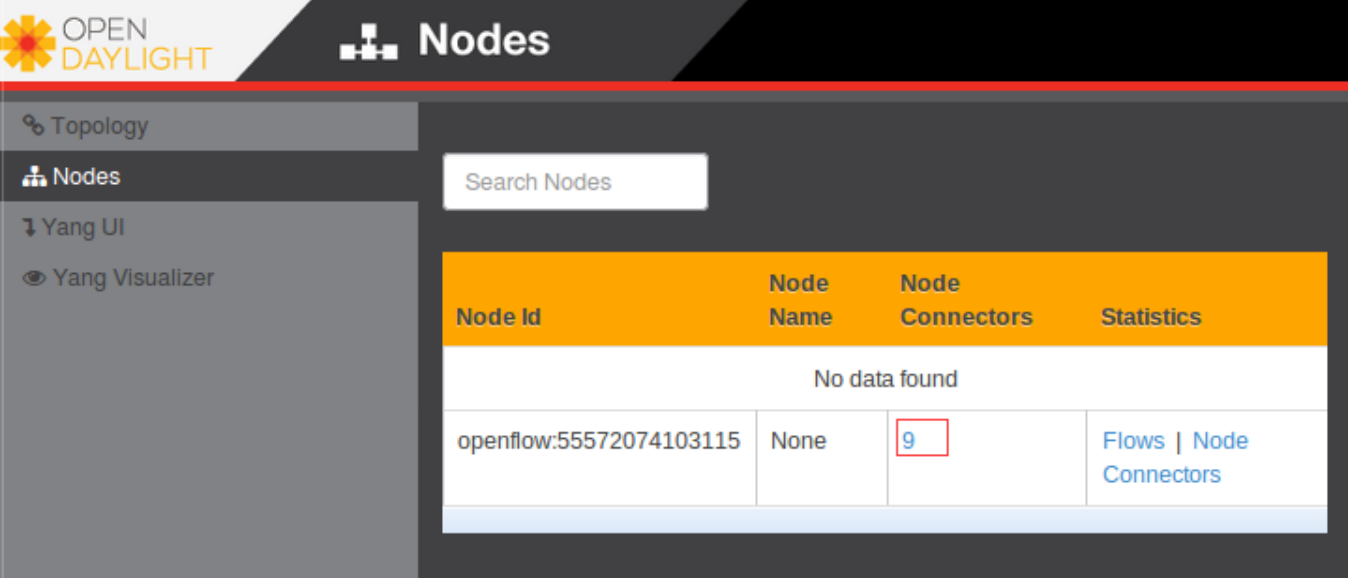 OPEN
DAYLIGHT
Nodes
Topology
Nodes
Yang UI
Yang Visualizer
Search Nodes
Node Id
Node
Name
Node
Connectors
Statistics
No data found
openflow:55572074103115
None
9
Flows | Node
Connectors